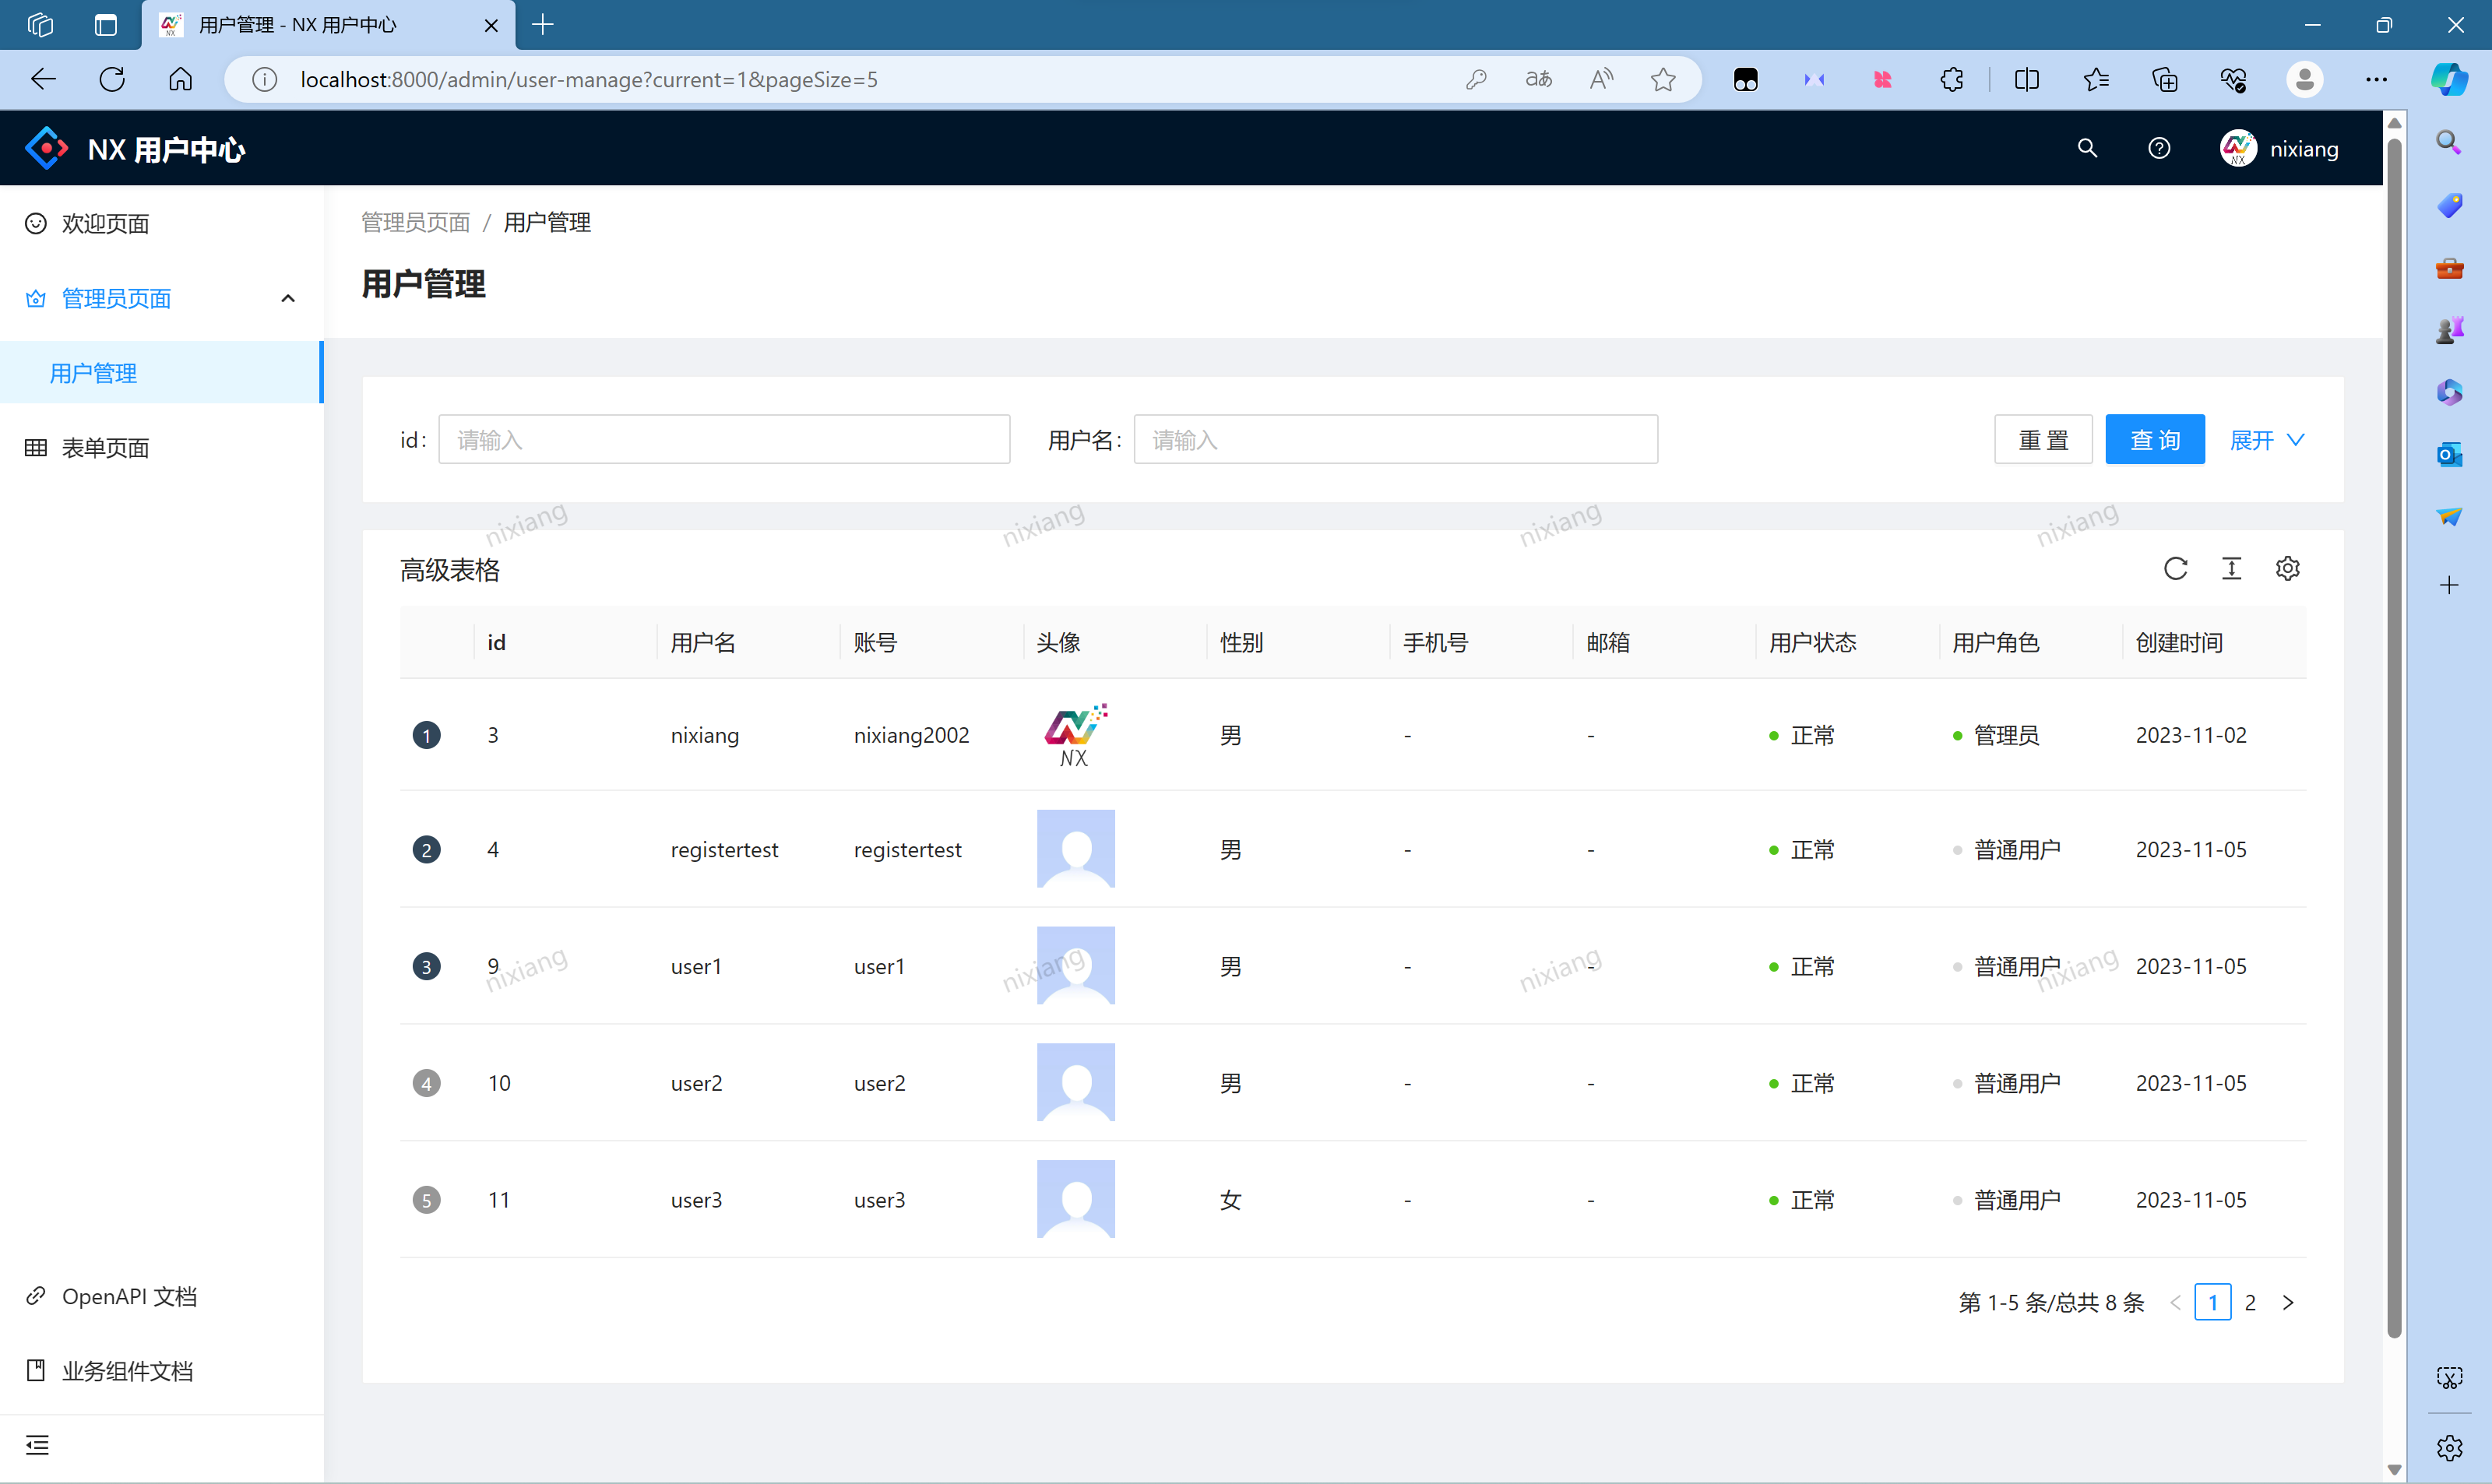 用户管理 - NX 用户中心
localhost:8000/admin/user-manage?current=1&pageSize=5
NX 用户中心
nixiang
欢迎页面
管理员页面
用户管理
表单页面
OpenAPI 文档
业务组件文档
管理员页面 / 用户管理
用户管理
id: 请输入 用户名: 请输入 重 置 查 询 展开
nixiang nixiang nixiang nixiang
高级表格
id 用户名 账号 头像 性别 手机号 邮箱 用户状态 用户角色 创建时间
1 3 nixiang nixiang2002 NX 男 - - 正常 管理员 2023-11-02
2 4 registertest registertest 男 - - 正常 普通用户 2023-11-05
3 9 user1 user1 男 - - 正常 普通用户 2023-11-05
nixiang nixiang nixiang nixiang
4 10 user2 user2 男 - - 正常 普通用户 2023-11-05
5 11 user3 user3 女 - - 正常 普通用户 2023-11-05
第 1-5 条/总共 8 条 < 1 2 >